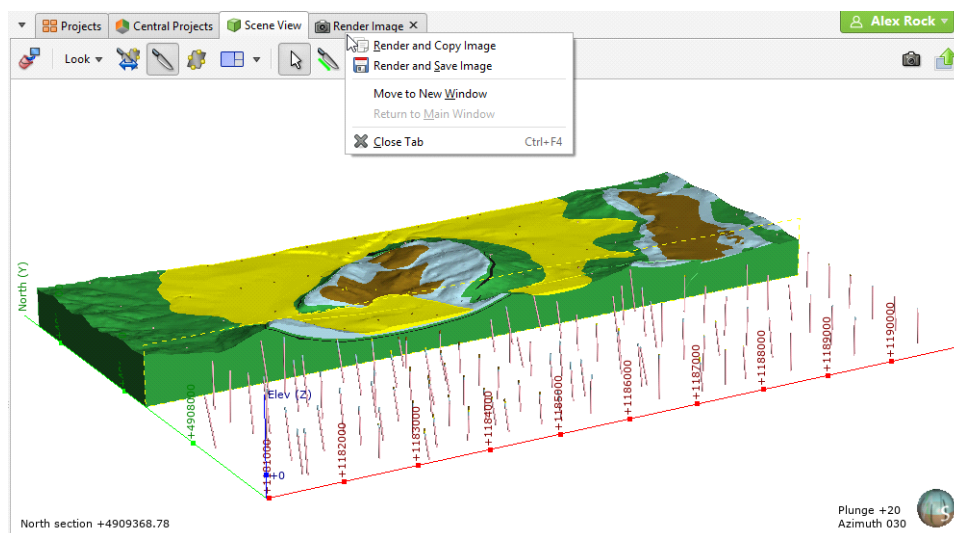 Projects
Central Projects
Scene View
Render Image
Alex Rock
Look
Render and Copy Image
Render and Save Image
Move to New Window
Return to Main Window
Close Tab Ctrl+F4
North (Y)
+4908000
Elev (Z)
+0
+1181000
+1182000
+1183000
+1184000
+1185000
+1186000
+1187000
+1188000
+1189000
+1190000
North section +4909368.78
Plunge +20
Azimuth 030
S